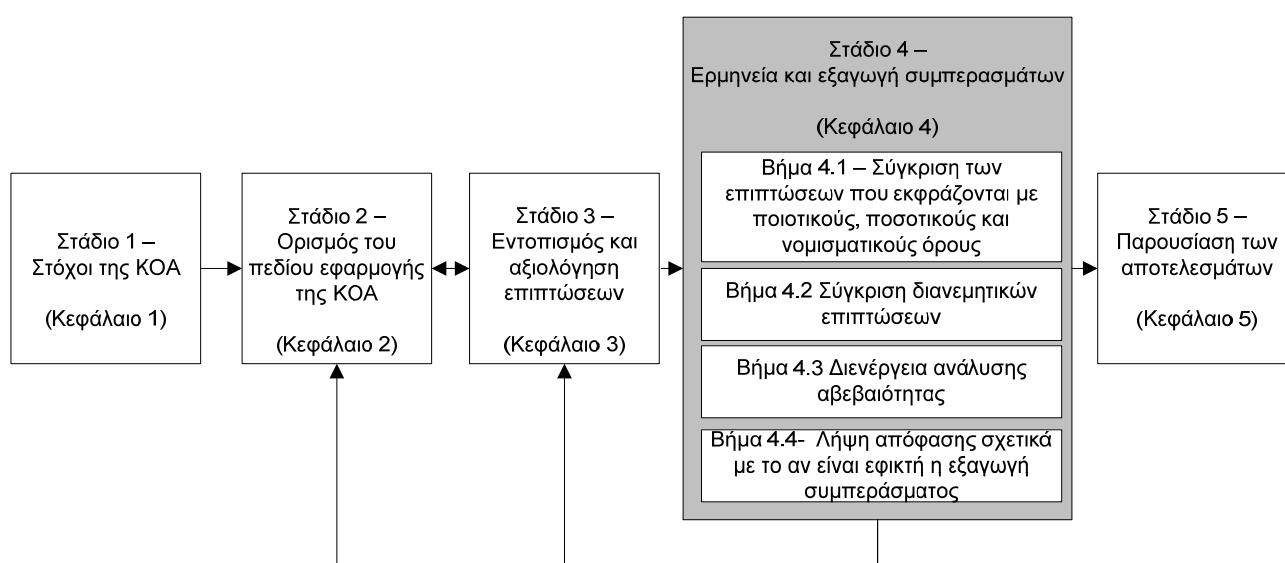 Στάδιο 1 –
Στόχοι της ΚΟΑ
(Κεφάλαιο 1)
Στάδιο 2 –
Ορισμός του
πεδίου εφαρμογής
της ΚΟΑ
(Κεφάλαιο 2)
Στάδιο 3 –
Εντοπισμός και
αξιολόγηση
επιπτώσεων
(Κεφάλαιο 3)
Στάδιο 4 –
Ερμηνεία και εξαγωγή συμπερασμάτων
(Κεφάλαιο 4)
Βήμα 4.1 – Σύγκριση των
επιπτώσεων που εκφράζονται με
ποιοτικούς, ποσοτικούς και
νομισματικούς όρους
Βήμα 4.2 Σύγκριση διανεμητικών
επιπτώσεων
Βήμα 4.3 Διενέργεια ανάλυσης
αβεβαιότητας
Βήμα 4.4- Λήψη απόφασης σχετικά
με το αν είναι εφικτή η εξαγωγή
συμπεράσματος
Στάδιο 5 –
Παρουσίαση των
αποτελεσμάτων
(Κεφάλαιο 5)